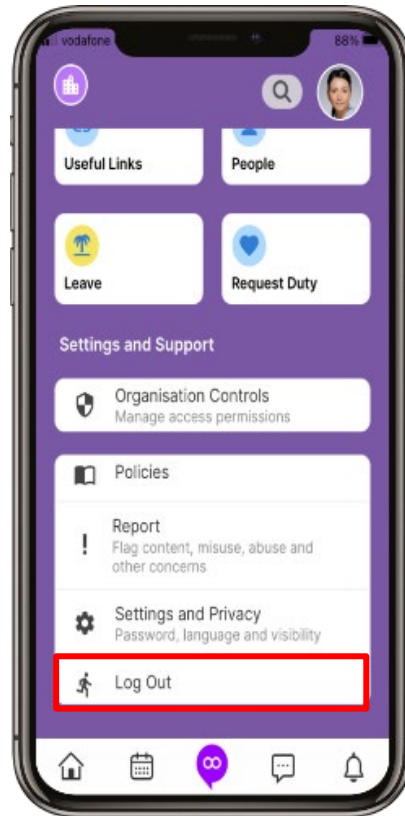 vodafone
88%
Useful Links
People
Leave
Request Duty
Settings and Support
Organisation Controls
Manage access permissions
Policies
Report
Flag content, misuse, abuse and
other concerns
Settings and Privacy
Password, language and visibility
Log Out